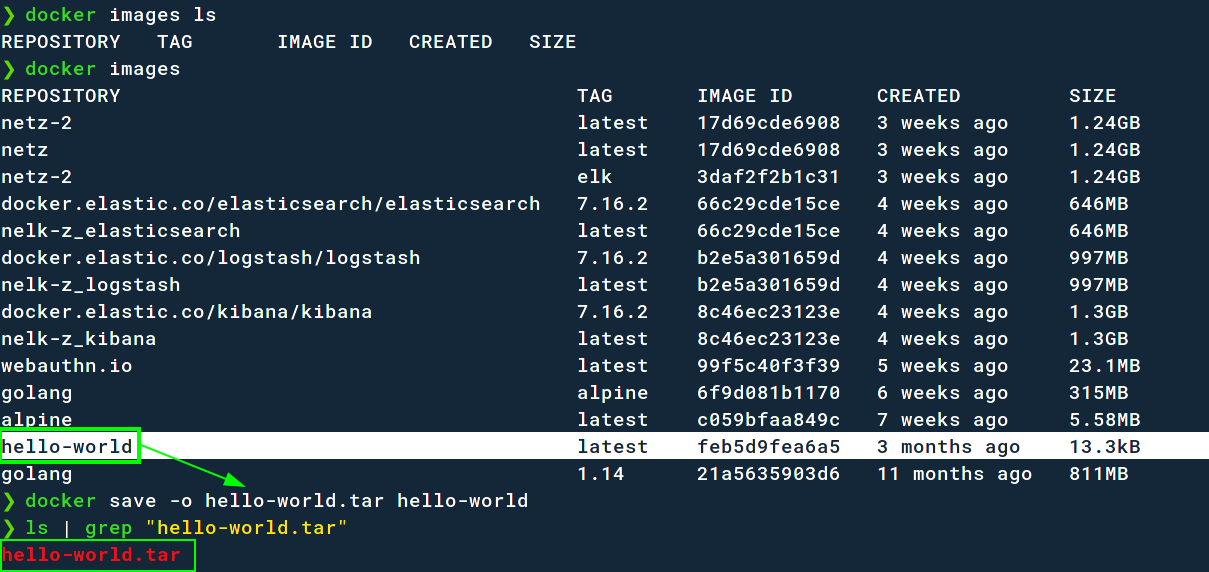 ❯ docker images ls
REPOSITORY   TAG       IMAGE ID   CREATED   SIZE
❯ docker images
REPOSITORY                                      TAG       IMAGE ID       CREATED         SIZE
netz-2                                          latest    17d69cde6908   3 weeks ago     1.24GB
netz                                            latest    17d69cde6908   3 weeks ago     1.24GB
netz-2                                          elk       3daf2f2b1c31   3 weeks ago     1.24GB
docker.elastic.co/elasticsearch/elasticsearch   7.16.2    66c29cde15ce   4 weeks ago     646MB
nelk-z_elasticsearch                            latest    66c29cde15ce   4 weeks ago     646MB
docker.elastic.co/logstash/logstash             7.16.2    b2e5a301659d   4 weeks ago     997MB
nelk-z_logstash                                 latest    b2e5a301659d   4 weeks ago     997MB
docker.elastic.co/kibana/kibana                 7.16.2    8c46ec23123e   4 weeks ago     1.3GB
nelk-z_kibana                                   latest    8c46ec23123e   4 weeks ago     1.3GB
webauthn.io                                     latest    99f5c40f3f39   5 weeks ago     23.1MB
golang                                          alpine    6f9d081b1170   6 weeks ago     315MB
alpine                                          latest    c059bfaa849c   7 weeks ago     5.58MB
hello-world                                     latest    feb5d9fea6a5   3 months ago    13.3kB
golang                                          1.14      21a5635903d6   11 months ago   811MB
❯ docker save -o hello-world.tar hello-world
❯ ls | grep "hello-world.tar"
hello-world.tar